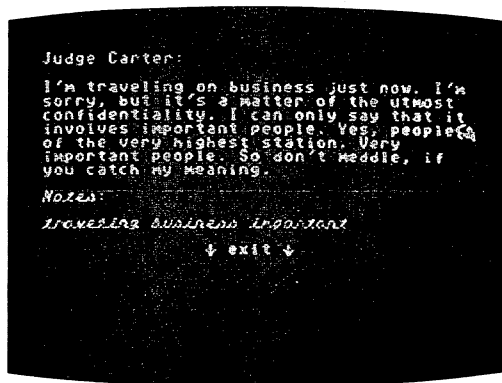 Judge Carter:
I'm traveling on business just now. I'm
sorry, but it's a matter of the utmost
confidentiality. I can only say that it
involves important people. Yes, people
of the very highest station. Very
important people. So don't meddle, if
you catch my meaning.
Notes:
traveling business important
↓ exit ↓